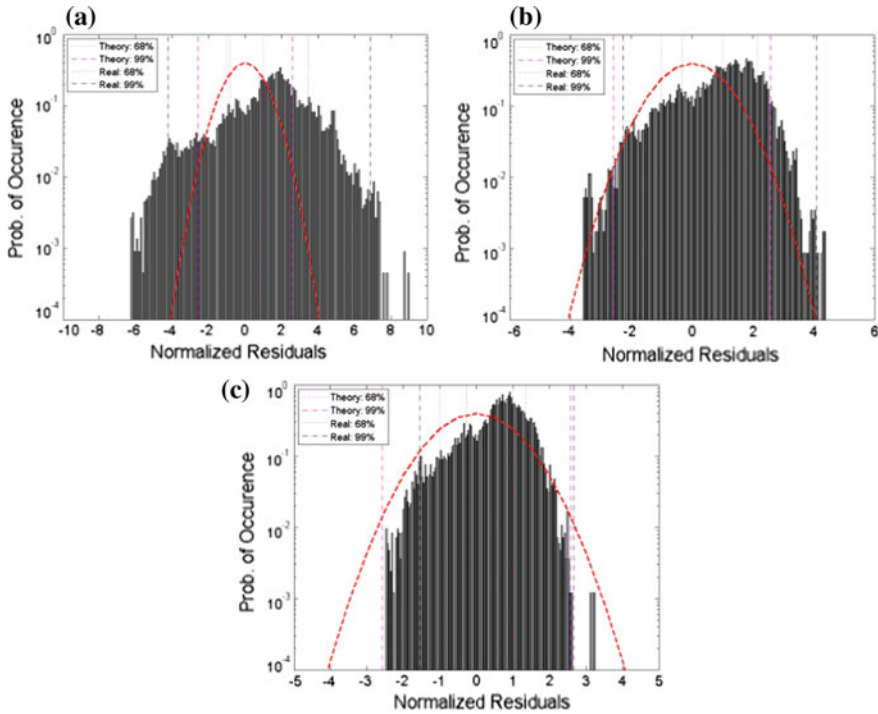 (a)
10^0
10^-1
10^-2
10^-3
10^-4
Prob. of Occurence
Theory: 68%
Theory: 99%
Real: 68%
Real: 99%
-10 -8 -6 -4 -2 0 2 4 6 8 10
Normalized Residuals
(b)
10^0
10^-1
10^-2
10^-3
10^-4
Prob. of Occurence
Theory: 68%
Theory: 99%
Real: 68%
Real: 99%
-6 -4 -2 0 2 4 6
Normalized Residuals
(c)
10^0
10^-1
10^-2
10^-3
10^-4
Prob. of Occurence
Theory: 68%
Theory: 99%
Real: 68%
Real: 99%
-5 -4 -3 -2 -1 0 1 2 3 4 5
Normalized Residuals